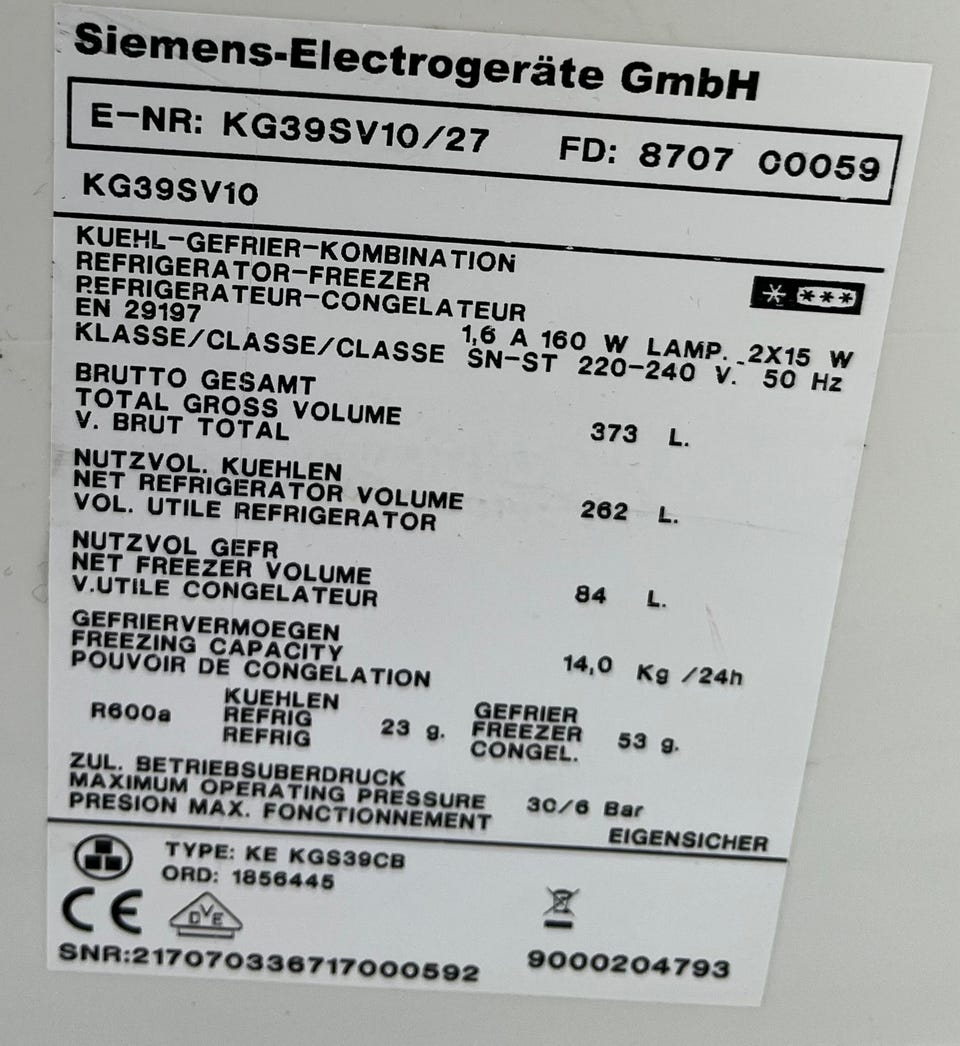 Siemens-Electrogeräte GmbH
E-NR: KG39SV10/27 FD: 8707 00059
KG39SV10
KUEHL-GEFRIER-KOMBINATION
REFRIGERATOR-FREEZER
REFRIGERATEUR-CONGELATEUR
* ***
EN 29197 1,6 A 160 W LAMP. 2X15 W
KLASSE/CLASSE/CLASSE SN-ST 220-240 V. 50 Hz
BRUTTO GESAMT
TOTAL GROSS VOLUME 373 L.
V. BRUT TOTAL
NUTZVOL. KUEHLEN
NET REFRIGERATOR VOLUME 262 L.
VOL. UTILE REFRIGERATOR
NUTZVOL GEFR
NET FREEZER VOLUME 84 L.
V.UTILE CONGELATEUR
GEFRIERVERMOEGEN
FREEZING CAPACITY 14,0 Kg /24h
POUVOIR DE CONGELATION
KUEHLEN GEFRIER
R600a REFRIG 23 g. FREEZER 53 g.
REFRIG CONGEL.
ZUL. BETRIEBSUBERDRUCK
MAXIMUM OPERATING PRESSURE 30/6 Bar
PRESION MAX. FONCTIONNEMENT
EIGENSICHER
TYPE: KE KGS39CB
ORD: 1856445
CE DVE
SNR:217070336717000592 9000204793